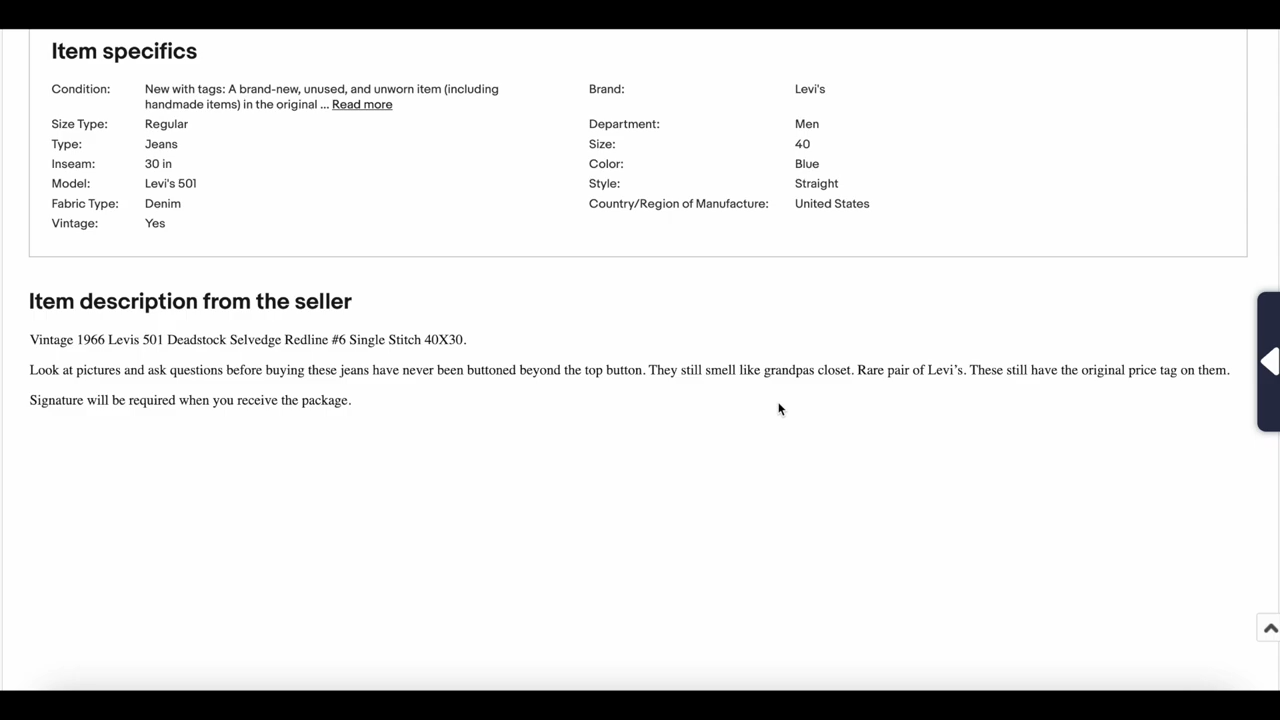 Item specifics
Condition: New with tags: A brand-new, unused, and unworn item (including handmade items) in the original ... Read more
Brand: Levi's
Size Type: Regular
Department: Men
Type: Jeans
Size: 40
Inseam: 30 in
Color: Blue
Model: Levi's 501
Style: Straight
Fabric Type: Denim
Country/Region of Manufacture: United States
Vintage: Yes
Item description from the seller
Vintage 1966 Levis 501 Deadstock Selvedge Redline #6 Single Stitch 40X30.
Look at pictures and ask questions before buying these jeans have never been buttoned beyond the top button. They still smell like grandpas closet. Rare pair of Levi’s. These still have the original price tag on them.
Signature will be required when you receive the package.